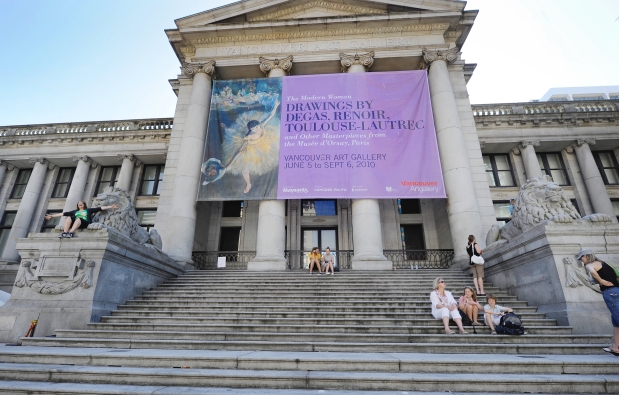 The Modern Woman
DRAWINGS BY
DEGAS, RENOIR,
TOULOUSE-LAUTREC
and Other Masterpieces from
the Musée d'Orsay, Paris
VANCOUVER ART GALLERY
JUNE 5 to SEPT 6, 2010